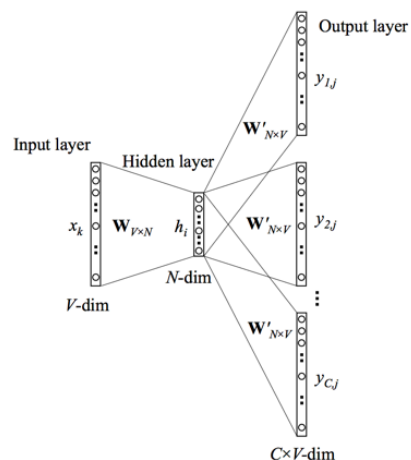 Output layer
y1,j
W'N×V
Input layer
Hidden layer
xk
WV×N
hi
W'N×V
y2,j
N-dim
V-dim
W'N×V
yC,j
C×V-dim